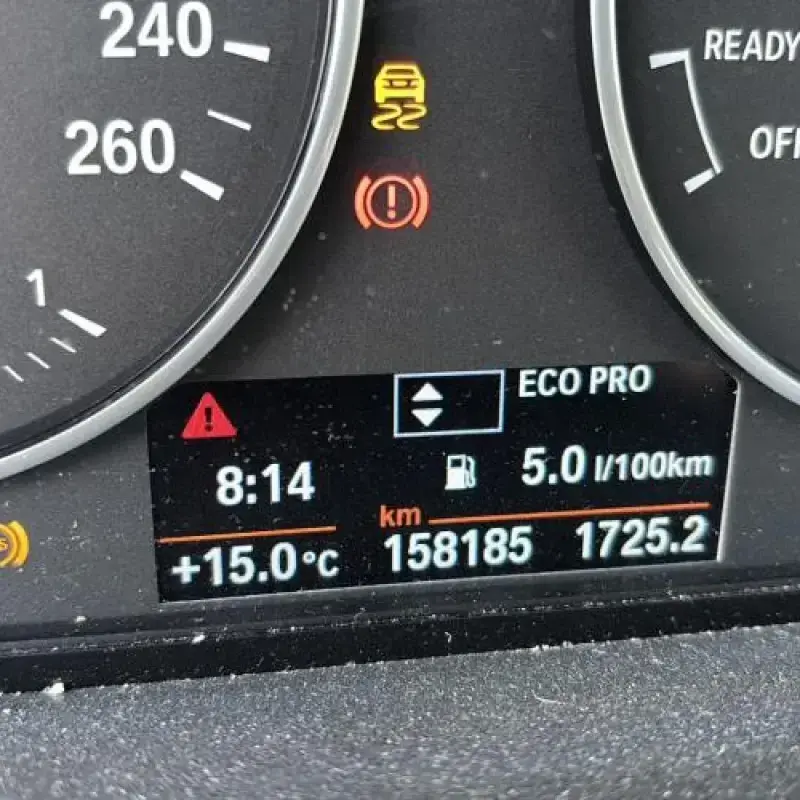 240
260
1
READY
OFF
ECO PRO
8:14
5.0 l/100km
km
+15.0°C
158185
1725.2